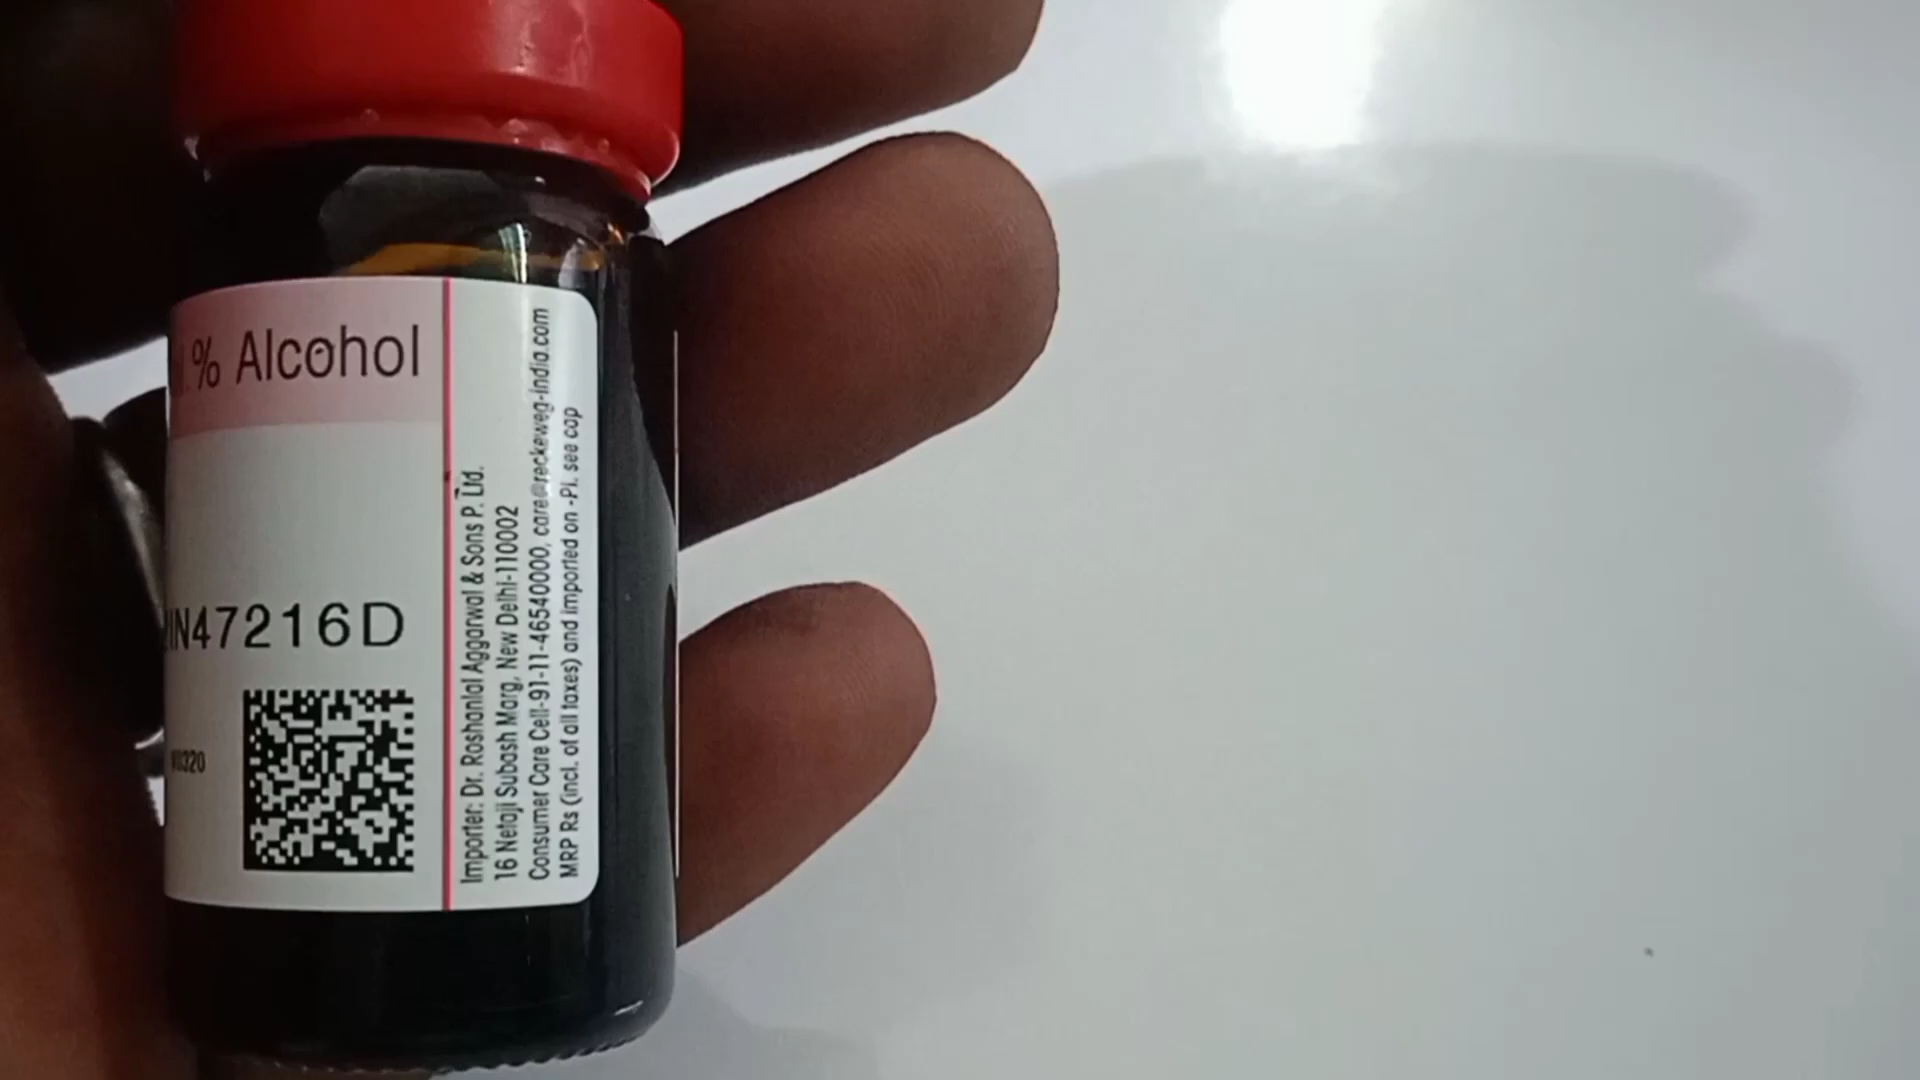 % Alcohol
IN47216D
Importer: Dr. Roshanlal Aggarwal & Sons P. Ltd.
16 Netaji Subash Marg, New Delhi-110002
Consumer Care Cell-91-11-46540000, care@reckeweg-india.com
MRP Rs (incl. of all taxes) and imported on -Pl. see cap